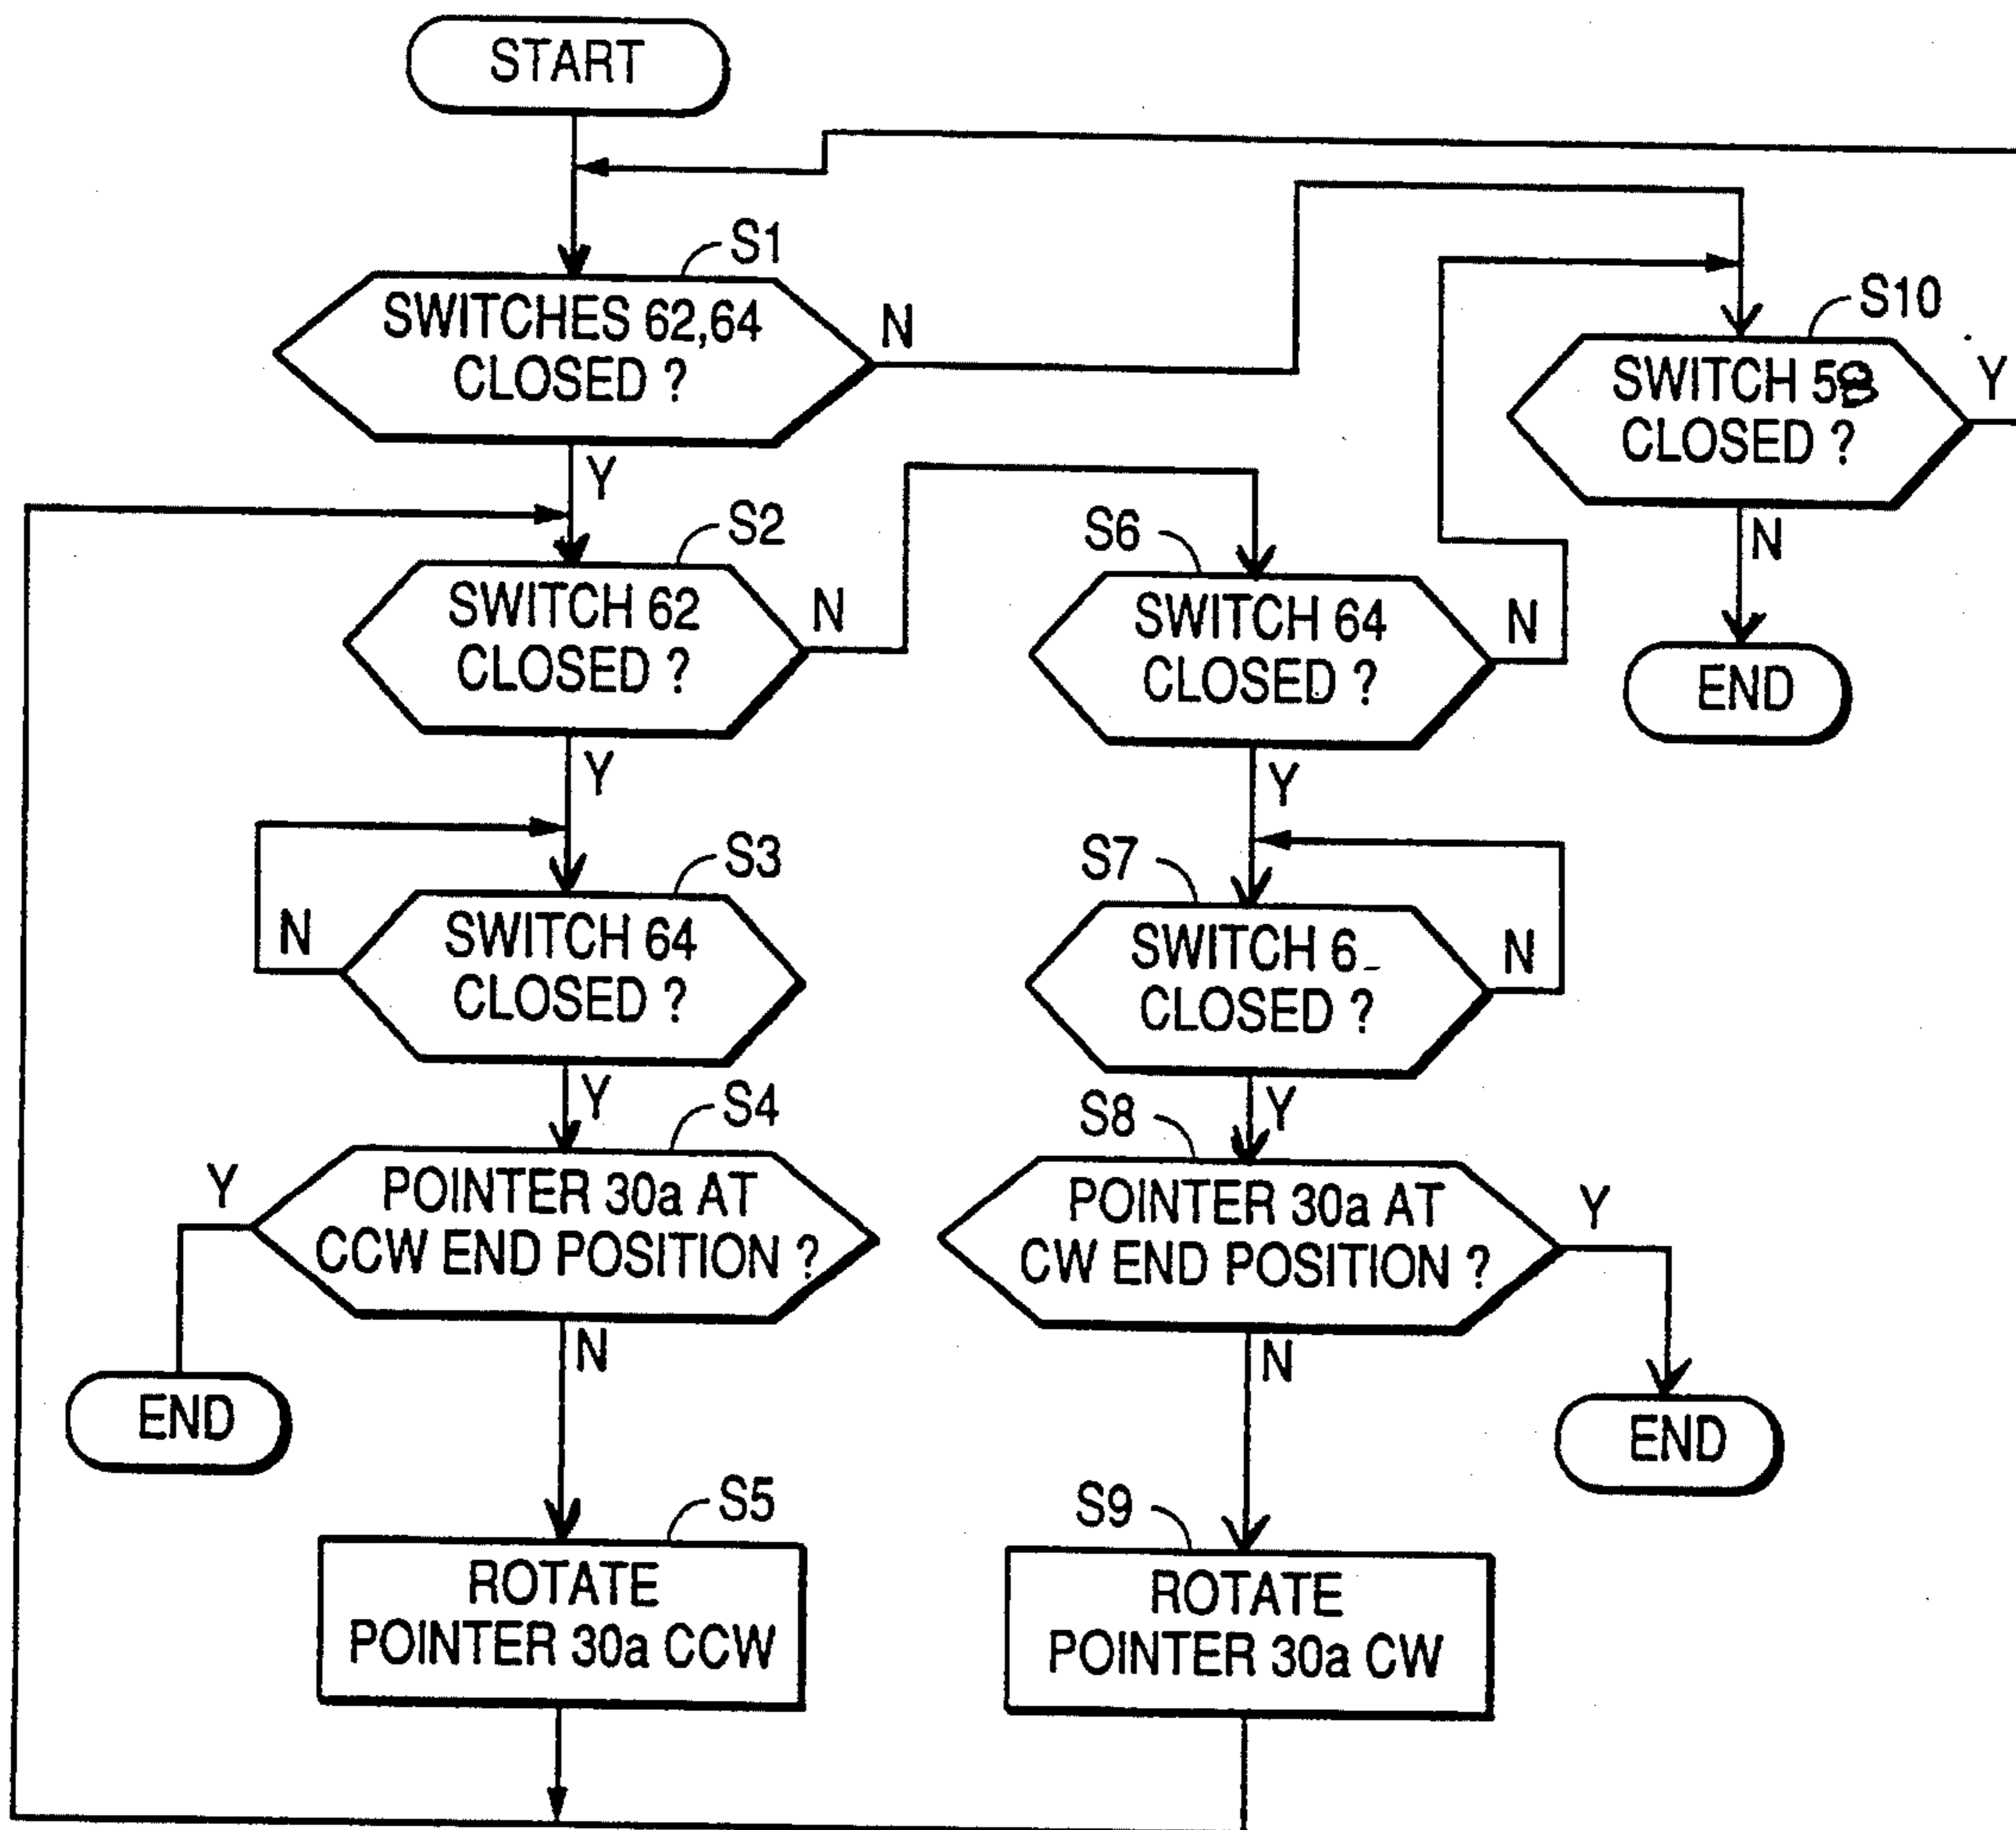 START
S1
SWITCHES 62,64
CLOSED ?
N
Y
S10
SWITCH 58
CLOSED ?
Y
N
END
S2
SWITCH 62
CLOSED ?
N
Y
S6
SWITCH 64
CLOSED ?
N
Y
S3
SWITCH 64
CLOSED ?
N
Y
S7
SWITCH 6
CLOSED ?
N
Y
S4
POINTER 30a AT
CCW END POSITION ?
Y
N
END
S8
POINTER 30a AT
CW END POSITION ?
Y
N
END
S5
ROTATE
POINTER 30a CCW
S9
ROTATE
POINTER 30a CW